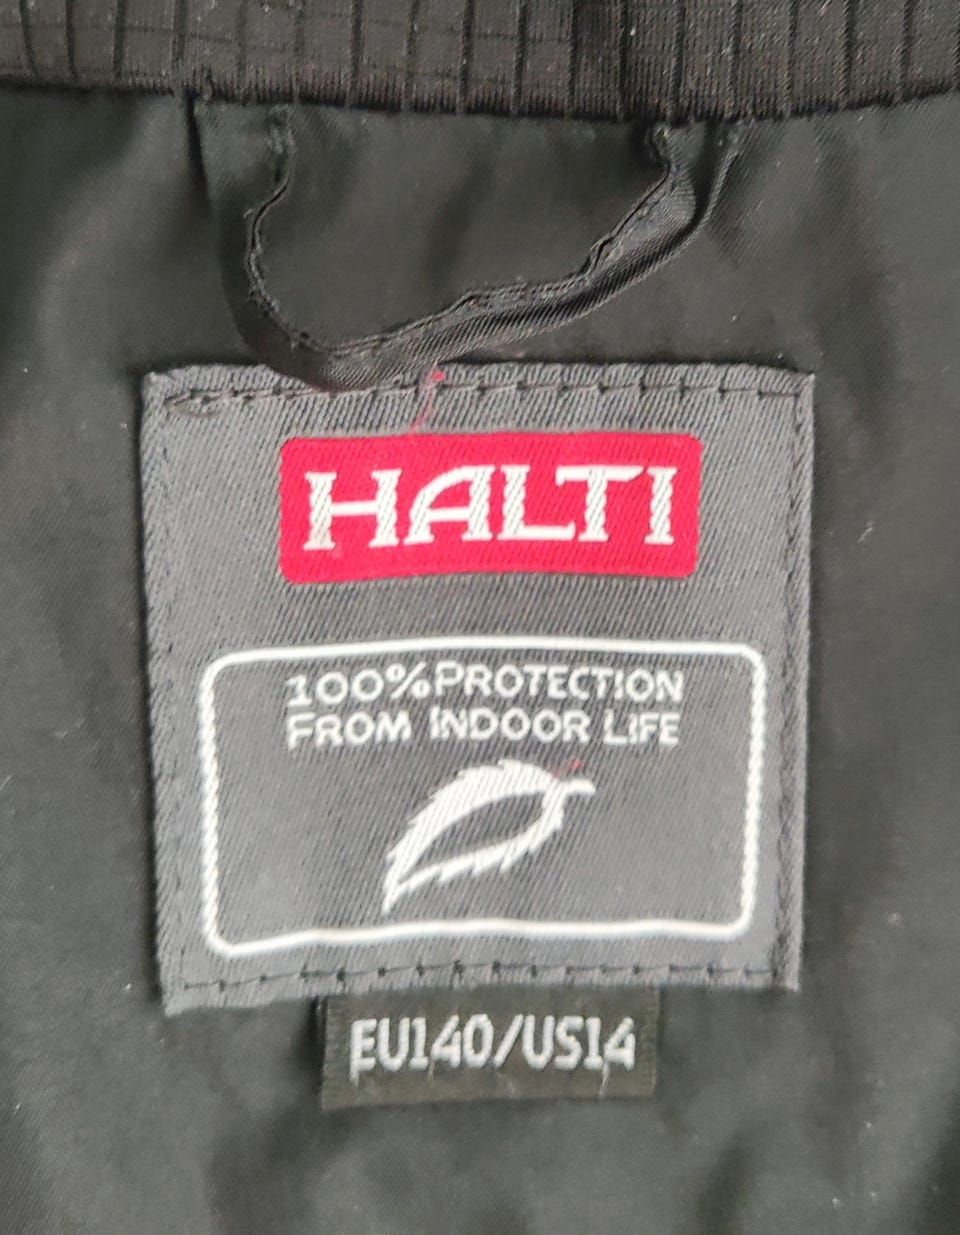 HALTI
100% PROTECTION
FROM INDOOR LIFE
EU140/US14